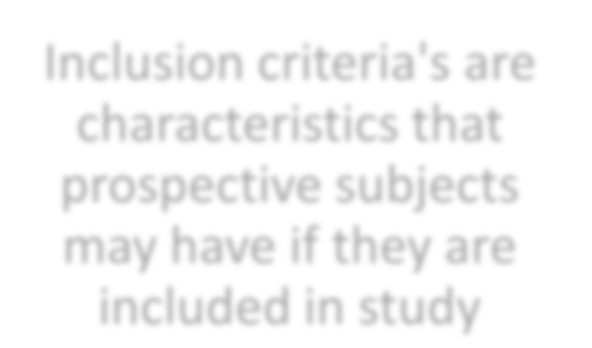 Inclusion criteria's are
characteristics that
prospective subjects
may have if they are
included in study